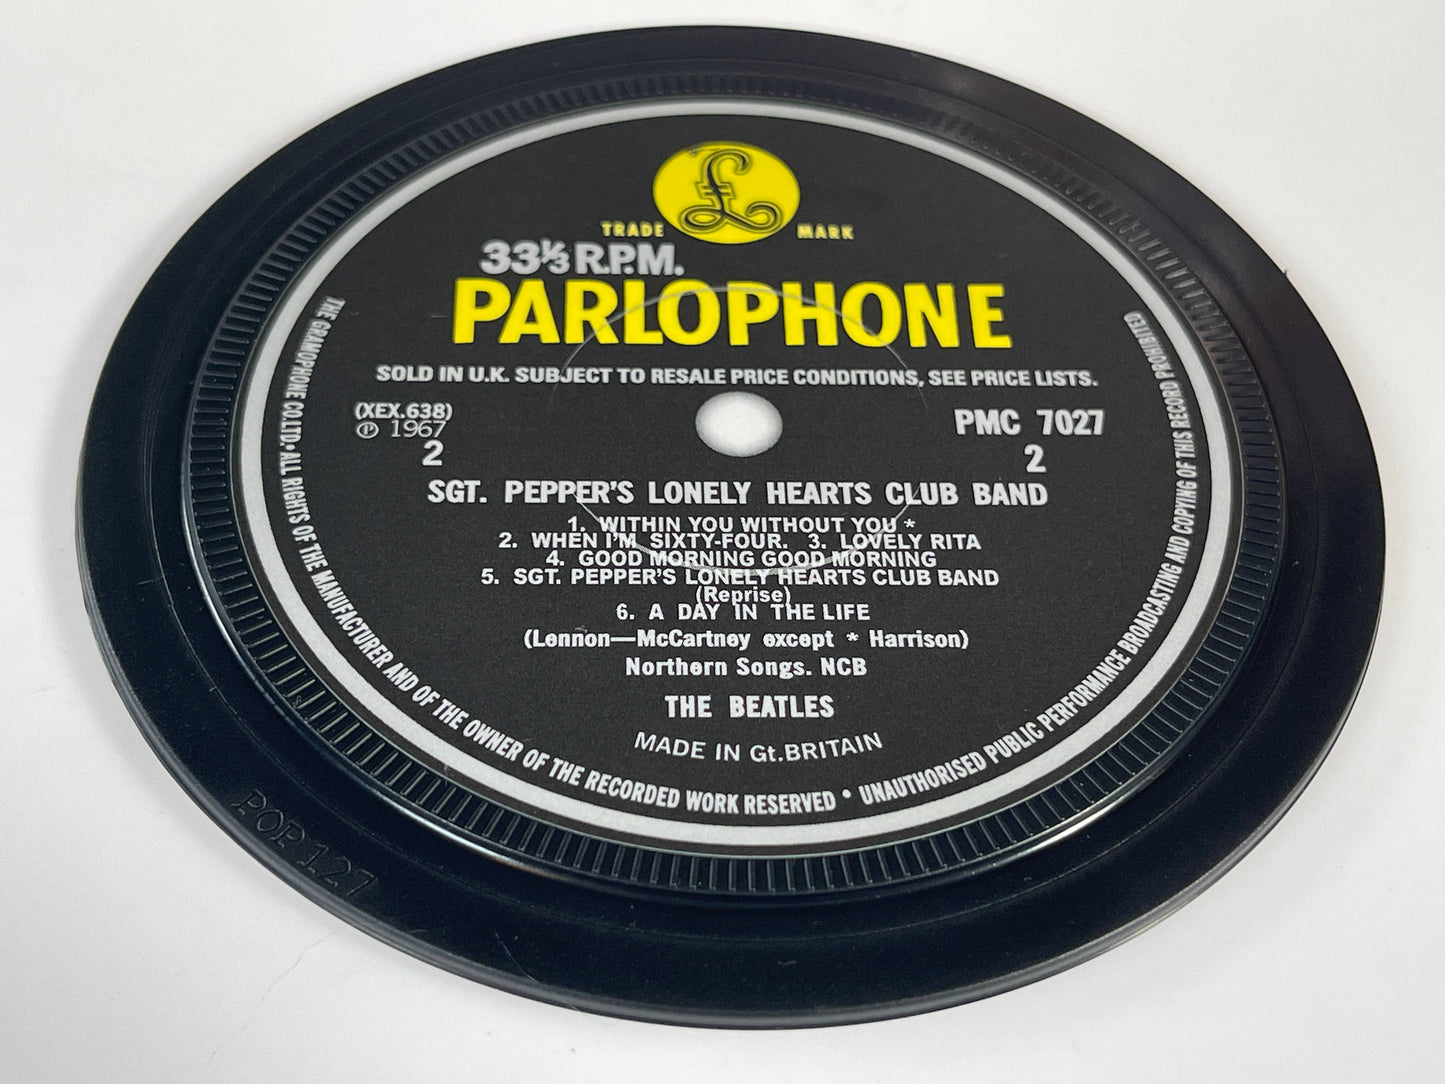 £
TRADE MARK
33⅓ R.P.M.
PARLOPHONE
SOLD IN U.K. SUBJECT TO RESALE PRICE CONDITIONS, SEE PRICE LISTS.
(XEX.638)
℗ 1967
2
PMC 7027
2
SGT. PEPPER'S LONELY HEARTS CLUB BAND
1. WITHIN YOU WITHOUT YOU *
2. WHEN I'M SIXTY-FOUR. 3. LOVELY RITA
4. GOOD MORNING GOOD MORNING
5. SGT. PEPPER'S LONELY HEARTS CLUB BAND
(Reprise)
6. A DAY IN THE LIFE
(Lennon—McCartney except * Harrison)
Northern Songs. NCB
THE BEATLES
MADE IN Gt.BRITAIN
THE GRAMOPHONE CO.LTD. • ALL RIGHTS OF THE MANUFACTURER AND OF THE OWNER OF THE RECORDED WORK RESERVED • UNAUTHORISED PUBLIC PERFORMANCE BROADCASTING AND COPYING OF THIS RECORD PROHIBITED
POP 127